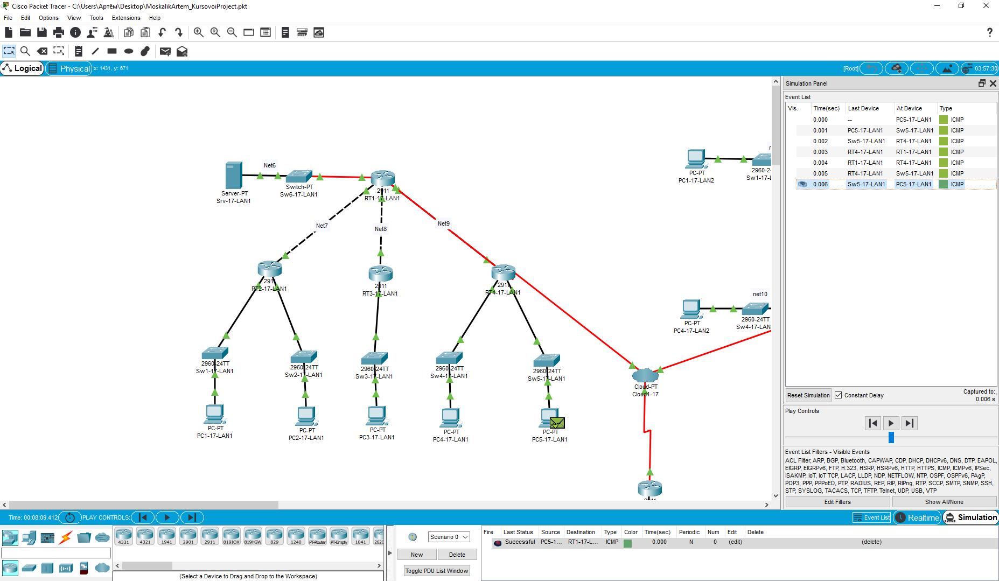 Cisco Packet Tracer - C:\Users\Артём\Desktop\MoskalikArtem_KursovoiProject.pkt
File Edit Options View Tools Extensions Help
Logical Physical x: 1431, y: 671 [Root] 03:57:30
Simulation Panel
Event List
Vis. Time(sec) Last Device At Device Type
0.000 -- PC5-17-LAN1 ICMP
0.001 PC5-17-LAN1 Sw5-17-LAN1 ICMP
0.002 Sw5-17-LAN1 RT4-17-LAN1 ICMP
0.003 RT4-17-LAN1 RT1-17-LAN1 ICMP
0.004 RT1-17-LAN1 RT4-17-LAN1 ICMP
0.005 RT4-17-LAN1 Sw5-17-LAN1 ICMP
0.006 Sw5-17-LAN1 PC5-17-LAN1 ICMP
Reset Simulation Constant Delay Captured to:
0.006 s
Play Controls
Event List Filters - Visible Events
ACL Filter, ARP, BGP, Bluetooth, CAPWAP, CDP, DHCP, DHCPv6, DNS, DTP, EAPOL,
EIGRP, EIGRPv6, FTP, H.323, HSRP, HSRPv6, HTTP, HTTPS, ICMP, ICMPv6, IPSec,
ISAKMP, IoT, IoT TCP, LACP, LLDP, NDP, NETFLOW, NTP, OSPF, OSPFv6, PAgP,
POP3, PPP, PPPoED, PTP, RADIUS, REP, RIP, RIPng, RTP, SCCP, SMTP, SNMP, SSH,
STP, SYSLOG, TACACS, TCP, TFTP, Telnet, UDP, USB, VTP
Edit Filters Show All/None
Net6
Server-PT
Srv-17-LAN1
Switch-PT
Sw6-17-LAN1
2911
RT1-17-LAN1
Net7
Net8
Net9
2911
RT2-17-LAN1
2911
RT3-17-LAN1
2911
RT4-17-LAN1
PC-PT
PC1-17-LAN2
2960-24
Sw1-17-L
net10
PC-PT
PC4-17-LAN2
2960-24TT
Sw4-17-LAN
2960-24TT
Sw1-17-LAN1
2960-24TT
Sw2-17-LAN1
2960-24TT
Sw3-17-LAN1
2960-24TT
Sw4-17-LAN1
2960-24TT
Sw5-17-LAN1
Cloud-PT
Cloud1-17
PC-PT
PC1-17-LAN1
PC-PT
PC2-17-LAN1
PC-PT
PC3-17-LAN1
PC-PT
PC4-17-LAN1
PC-PT
PC5-17-LAN1
2911
Time: 00:08:09.412 PLAY CONTROLS: Event List Realtime Simulation
4331 4321 1941 2901 2911 819IOX 819HGW 829 1240 PT-Router PT-Empty 1841 2620
(Select a Device to Drag and Drop to the Workspace)
Scenario 0
New Delete
Toggle PDU List Window
Fire Last Status Source Destination Type Color Time(sec) Periodic Num Edit Delete
Successful PC5-1... RT1-17-L... ICMP 0.000 N 0 (edit) (delete)